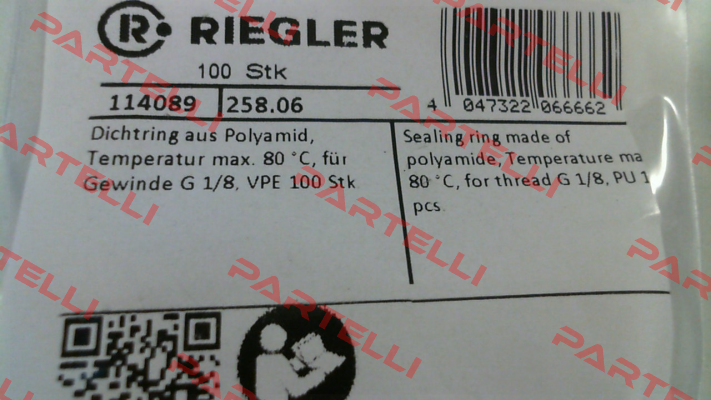 R RIEGLER
100 Stk
114089 258.06
4 047322 066662
Dichtring aus Polyamid,
Temperatur max. 80 °C, für
Gewinde G 1/8, VPE 100 Stk
Sealing ring made of
polyamide, Temperature ma
80 °C, for thread G 1/8, PU 1
pcs.
PARTELLI
PARTELLI
PARTELLI
PARTELLI
PARTELLI
PARTELLI
PARTELLI
PARTELLI